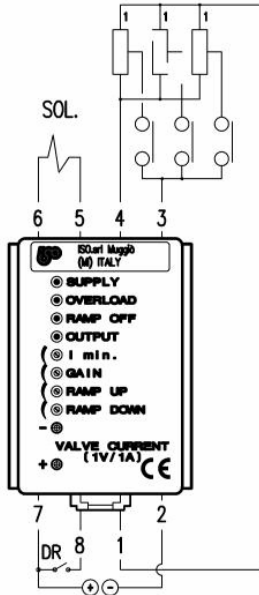 1 1 1
SOL.
6 5 4 3
ISO.srl Muggiò
(MI) ITALY
SUPPLY
OVERLOAD
RAMP OFF
OUTPUT
I min.
GAIN
RAMP UP
RAMP DOWN
-
VALVE CURRENT
(1V/1A)
+ CE
7 8 1 2
DR
+ -